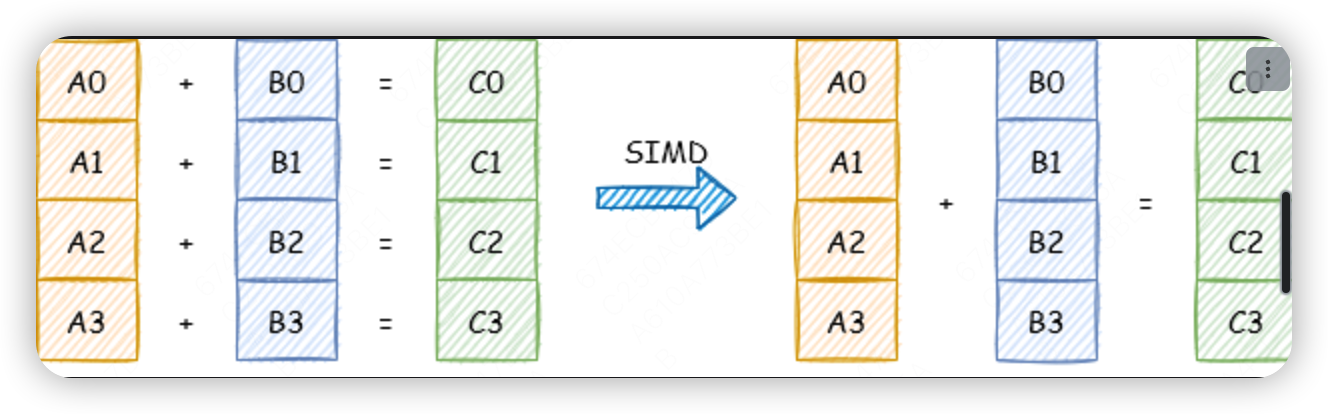 A0 + B0 = C0 A0 B0 C0
SIMD
A1 + B1 = C1 A1 B1 C1
+ =
A2 + B2 = C2 A2 B2 C2
A3 + B3 = C3 A3 B3 C3